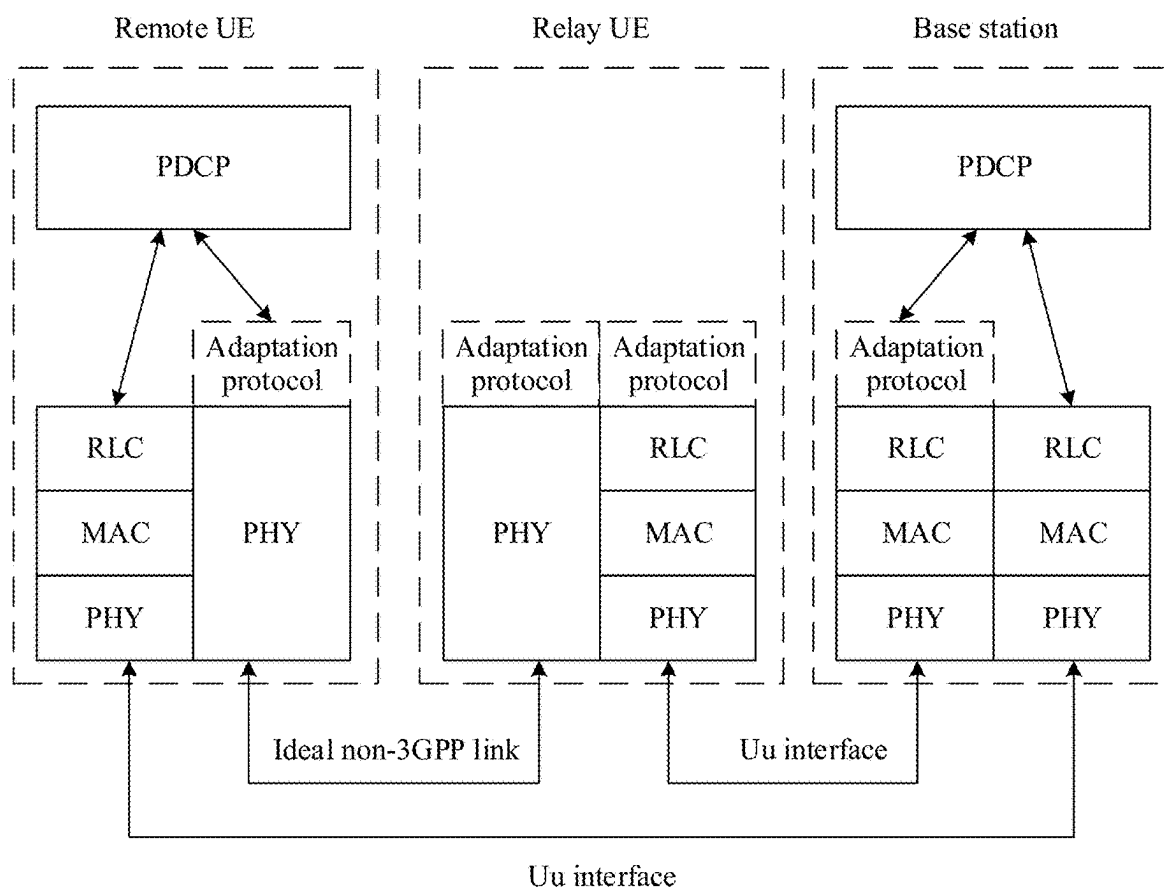 Remote UE
Relay UE
Base station
PDCP
PDCP
Adaptation
protocol
Adaptation
protocol
Adaptation
protocol
Adaptation
protocol
RLC
MAC
PHY
PHY
PHY
RLC
MAC
PHY
RLC
MAC
PHY
RLC
MAC
PHY
Ideal non-3GPP link
Uu interface
Uu interface